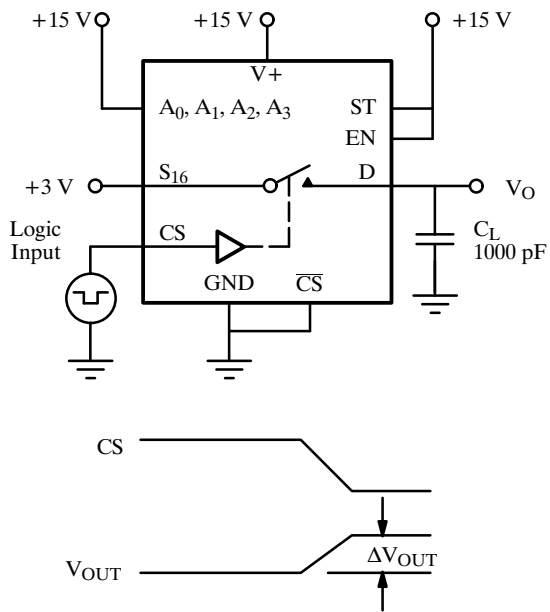 +15 V
+15 V
+15 V
V+
A0, A1, A2, A3
ST
EN
+3 V
S16
D
VO
Logic
Input
CS
CL
1000 pF
GND
CS
CS
VOUT
ΔVOUT